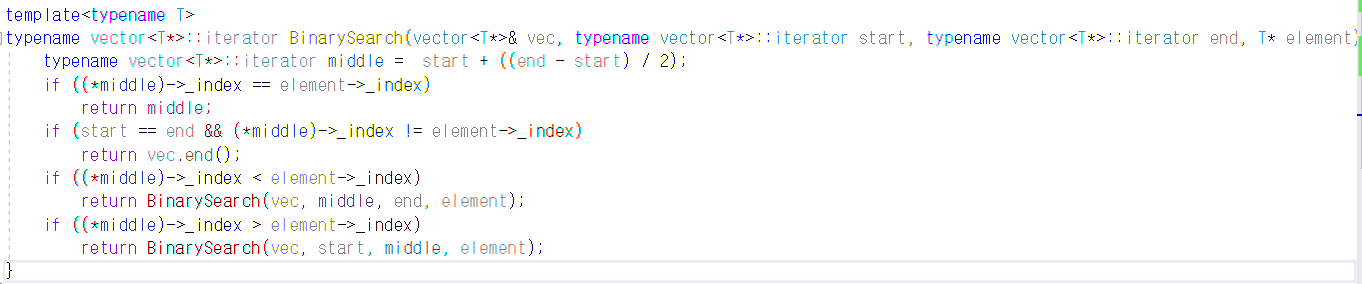 template<typename T>
typename vector<T*>::iterator BinarySearch(vector<T*>& vec, typename vector<T*>::iterator start, typename vector<T*>::iterator end, T* element)
    typename vector<T*>::iterator middle =  start + ((end - start) / 2);
    if ((*middle)->_index == element->_index)
        return middle;
    if (start == end && (*middle)->_index != element->_index)
        return vec.end();
    if ((*middle)->_index < element->_index)
        return BinarySearch(vec, middle, end, element);
    if ((*middle)->_index > element->_index)
        return BinarySearch(vec, start, middle, element);
}